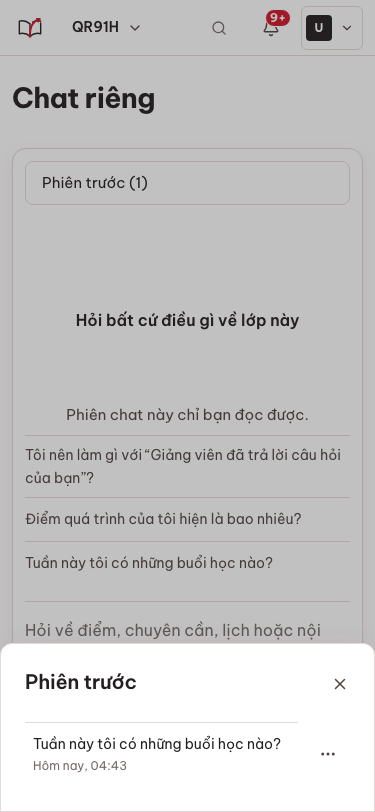 QR91H
9+
U
Chat riêng
Phiên trước (1)
Hỏi bất cứ điều gì về lớp này
Phiên chat này chỉ bạn đọc được.
Tôi nên làm gì với “Giảng viên đã trả lời câu hỏi
của bạn”?
Điểm quá trình của tôi hiện là bao nhiêu?
Tuần này tôi có những buổi học nào?
Hỏi về điểm, chuyên cần, lịch hoặc nội
Phiên trước
Tuần này tôi có những buổi học nào?
Hôm nay, 04:43